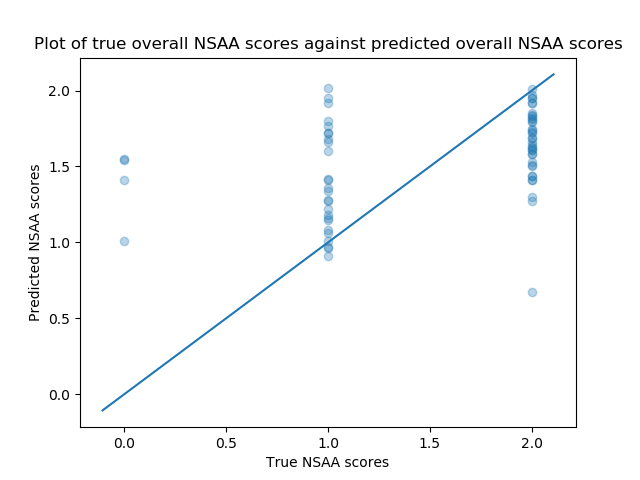 Plot of true overall NSAA scores against predicted overall NSAA scores
2.0
1.5
1.0
0.5
0.0
Predicted NSAA scores
0.0 0.5 1.0 1.5 2.0
True NSAA scores